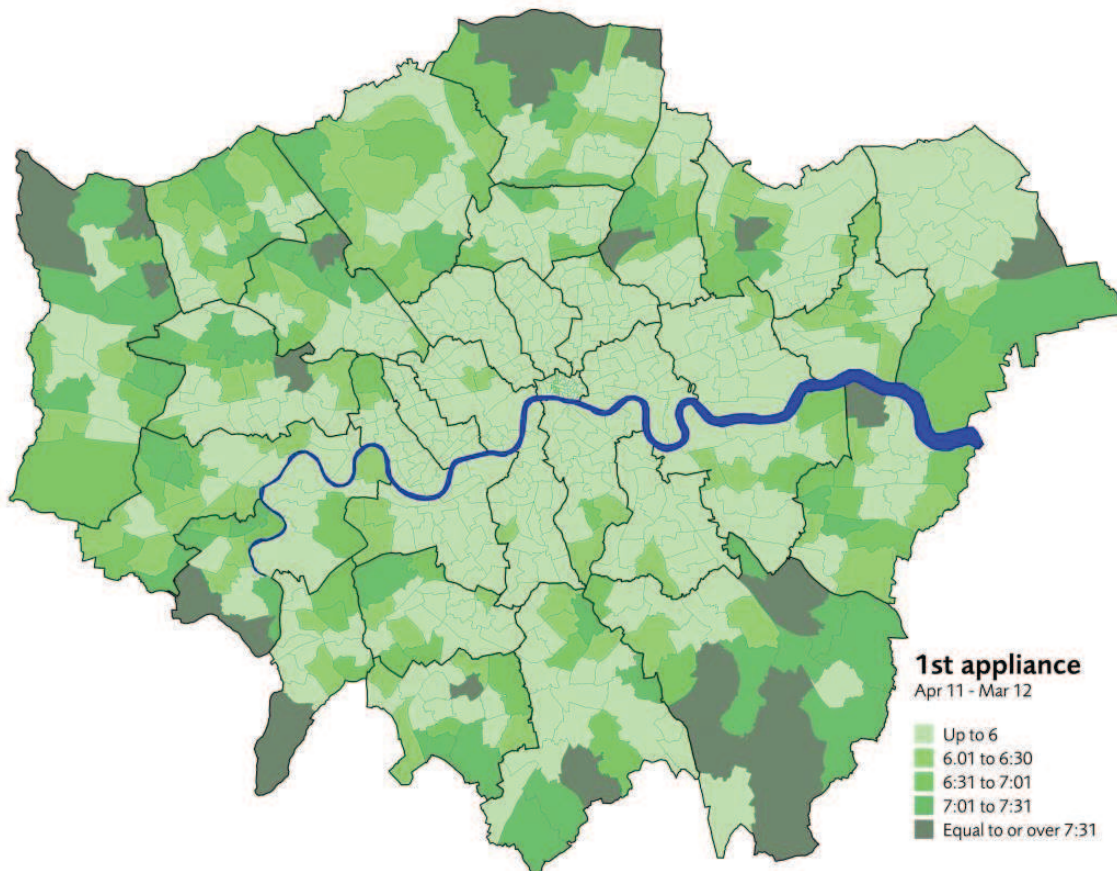 1st appliance
Apr 11 - Mar 12
Up to 6
6.01 to 6:30
6:31 to 7:01
7:01 to 7:31
Equal to or over 7:31